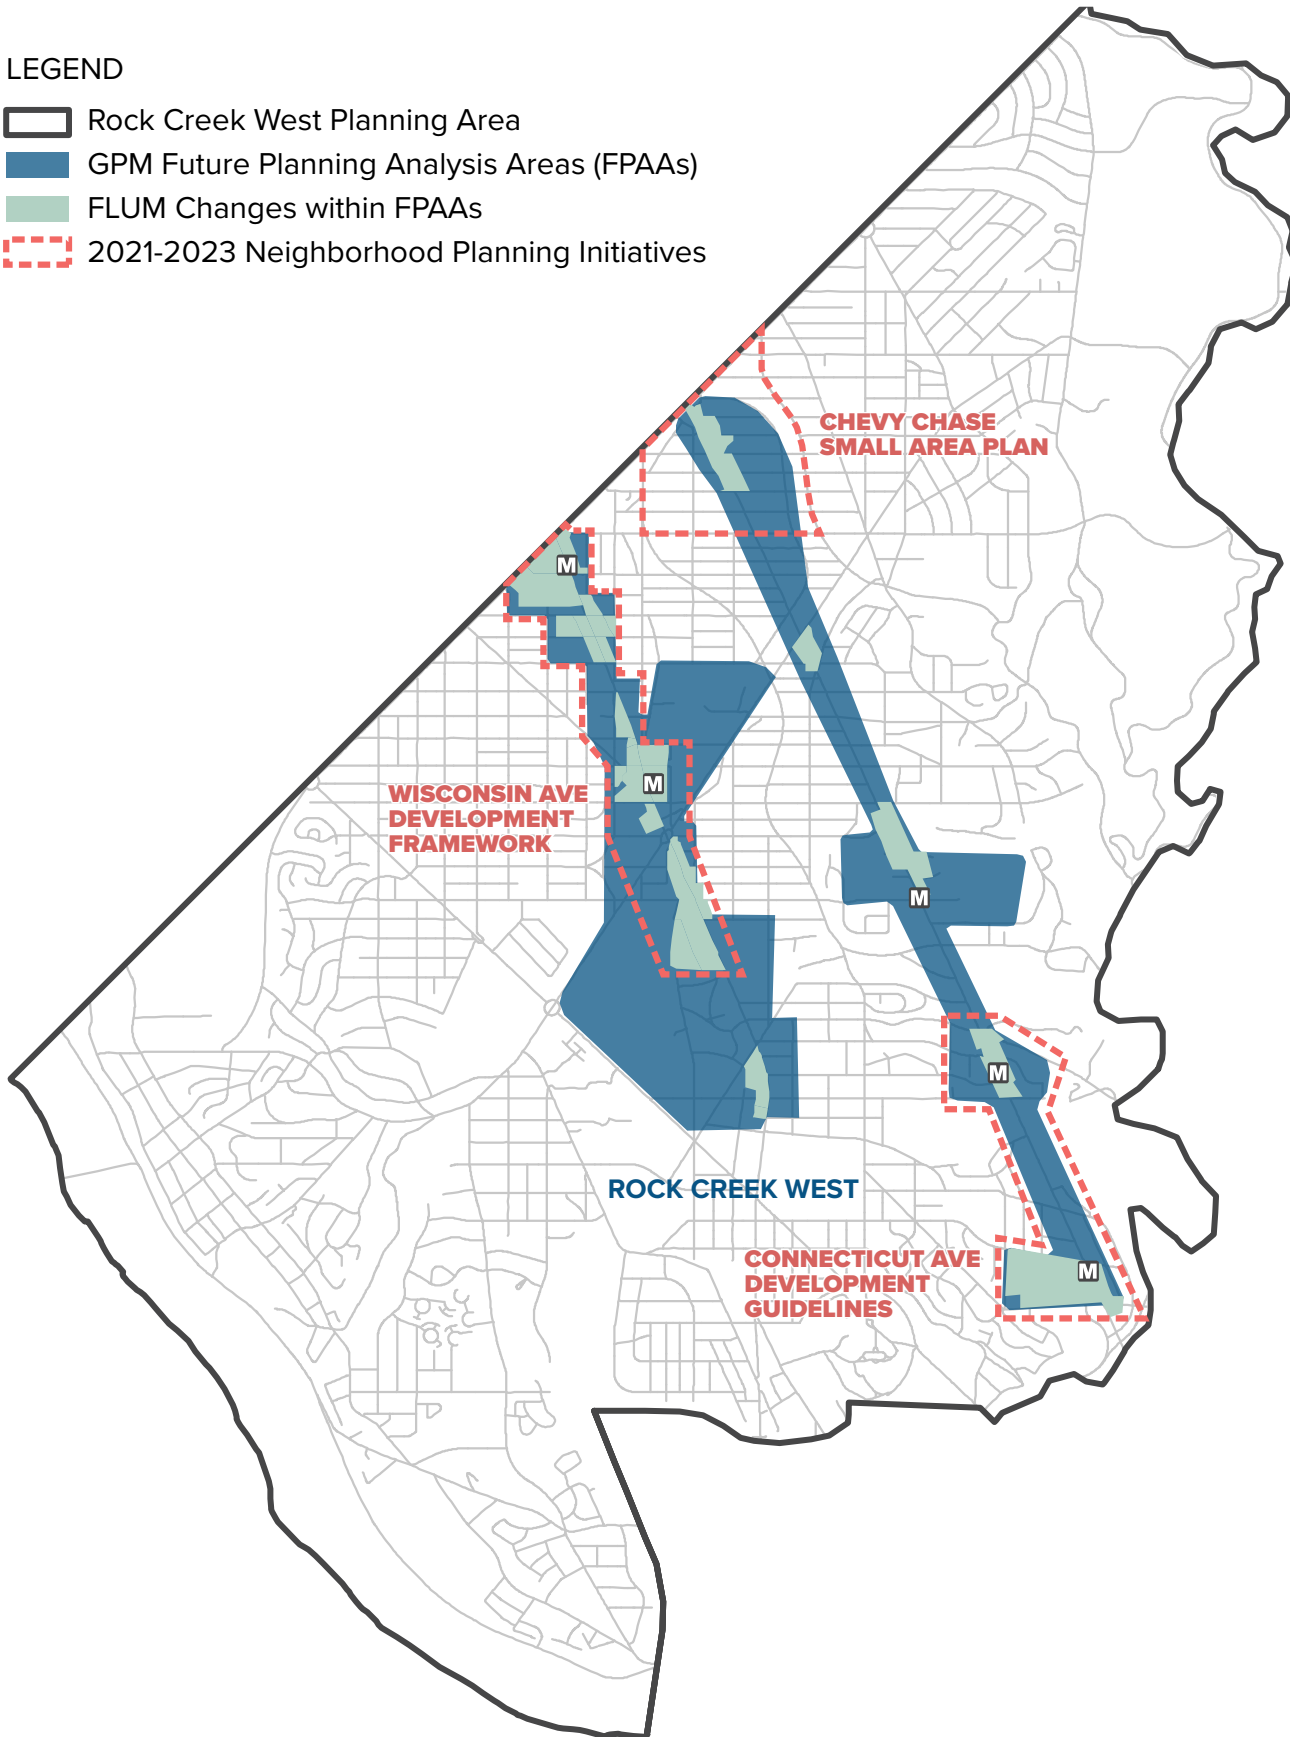 LEGEND
Rock Creek West Planning Area
GPM Future Planning Analysis Areas (FPAAs)
FLUM Changes within FPAAs
2021-2023 Neighborhood Planning Initiatives
CHEVY CHASE
SMALL AREA PLAN
M
M
WISCONSIN AVE
DEVELOPMENT
FRAMEWORK
M
M
ROCK CREEK WEST
CONNECTICUT AVE
DEVELOPMENT
GUIDELINES
M